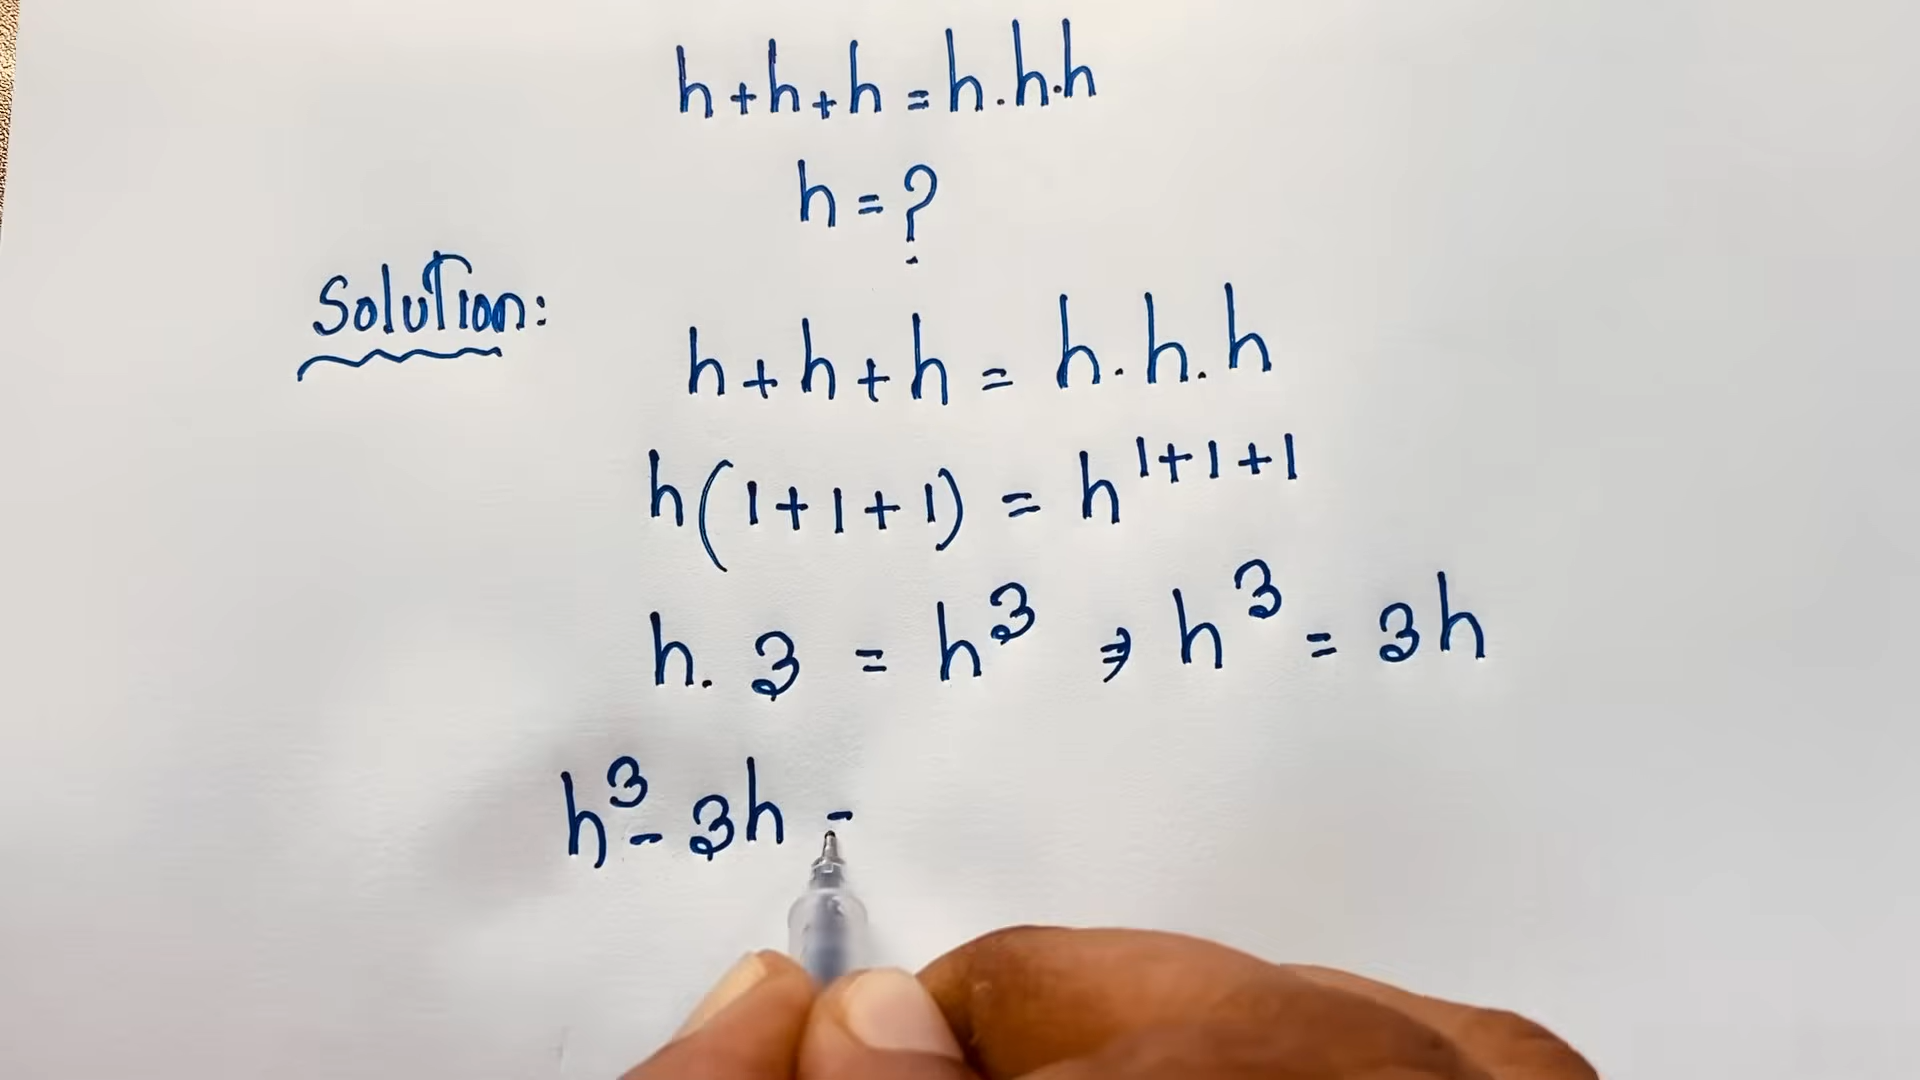 h+h+h=h.h.h
h=?
Solution:
h+h+h = h.h.h
h(1+1+1) = h^1+1+1
h. 3 = h^3 ⇒ h^3 = 3h
h^3 - 3h -